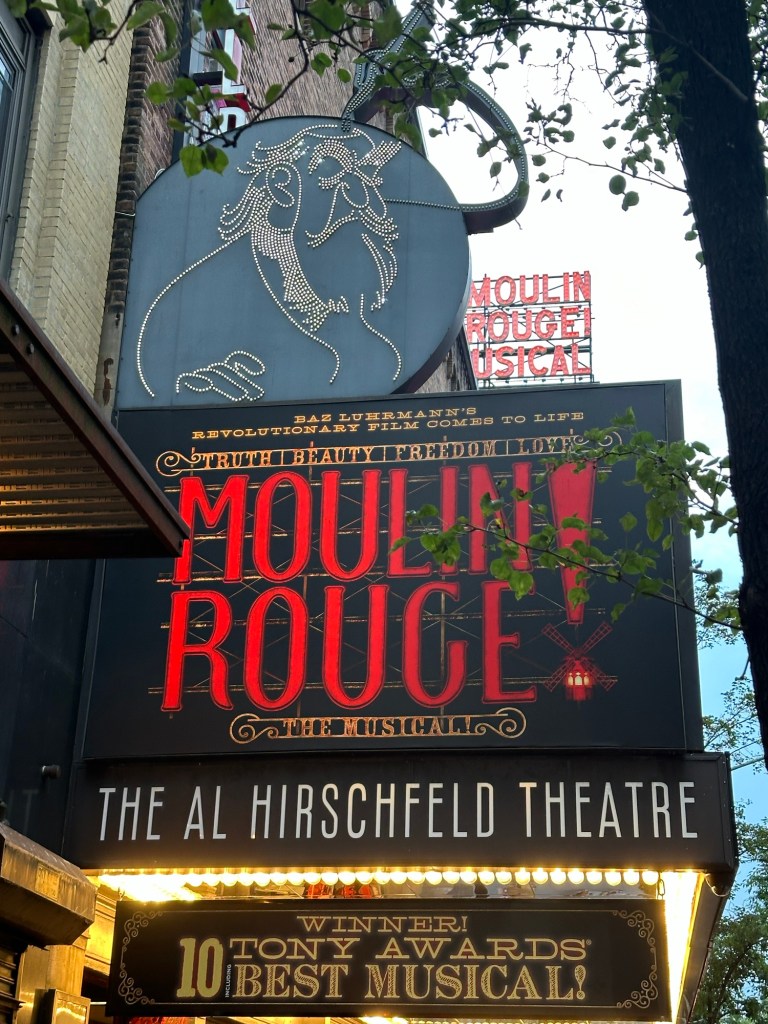 MOULIN
ROUGE!
MUSICAL
BAZ LUHRMANN'S
REVOLUTIONARY FILM COMES TO LIFE
TRUTH | BEAUTY | FREEDOM | LOVE
MOULIN
ROUGE!
THE MUSICAL!
THE AL HIRSCHFELD THEATRE
WINNER!
10 INCLUDING TONY AWARDS®
BEST MUSICAL!